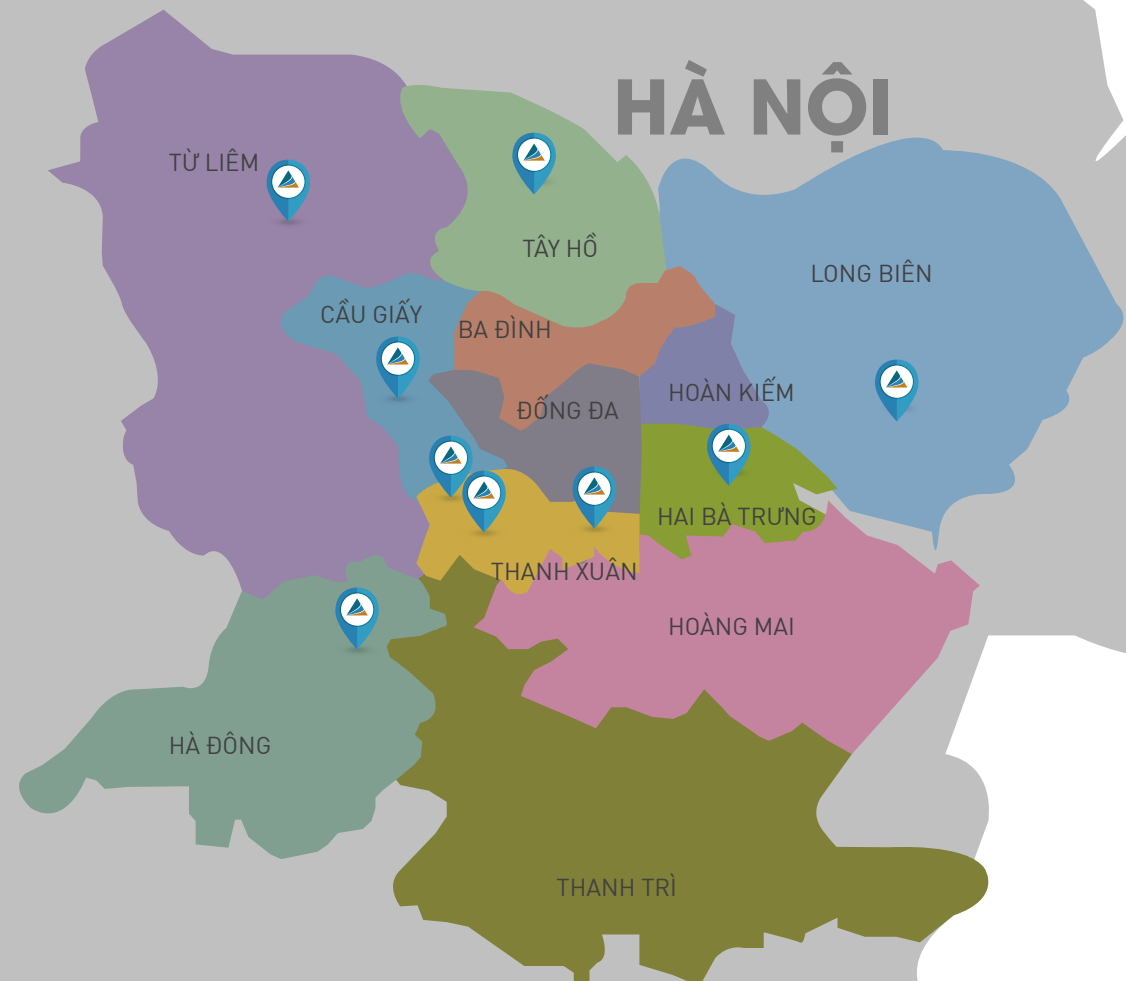 HÀ NỘI
TỪ LIÊM
TÂY HỒ
LONG BIÊN
CẦU GIẤY
BA ĐÌNH
HOÀN KIẾM
ĐỐNG ĐA
HAI BÀ TRƯNG
THANH XUÂN
HOÀNG MAI
HÀ ĐÔNG
THANH TRÌ